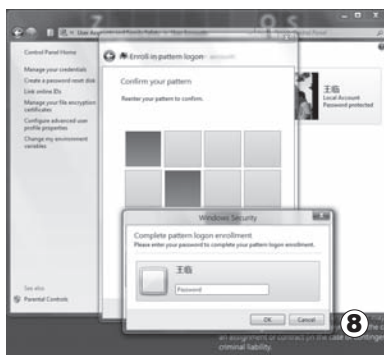 Control Panel Home
Manage your credentials
Create a password reset disk
Link online IDs
Manage your file encryption
certificates
Configure advanced user
profile properties
Change my environment
variables
See also
Parental Controls
Enroll in pattern logon
Confirm your pattern
Reenter your pattern to confirm.
王临
Local Account
Password protected
Windows Security
Complete pattern logon enrollment
Please enter your password to complete your pattern logon enrollment.
王临
Password
OK
Cancel
8
criminal liability.